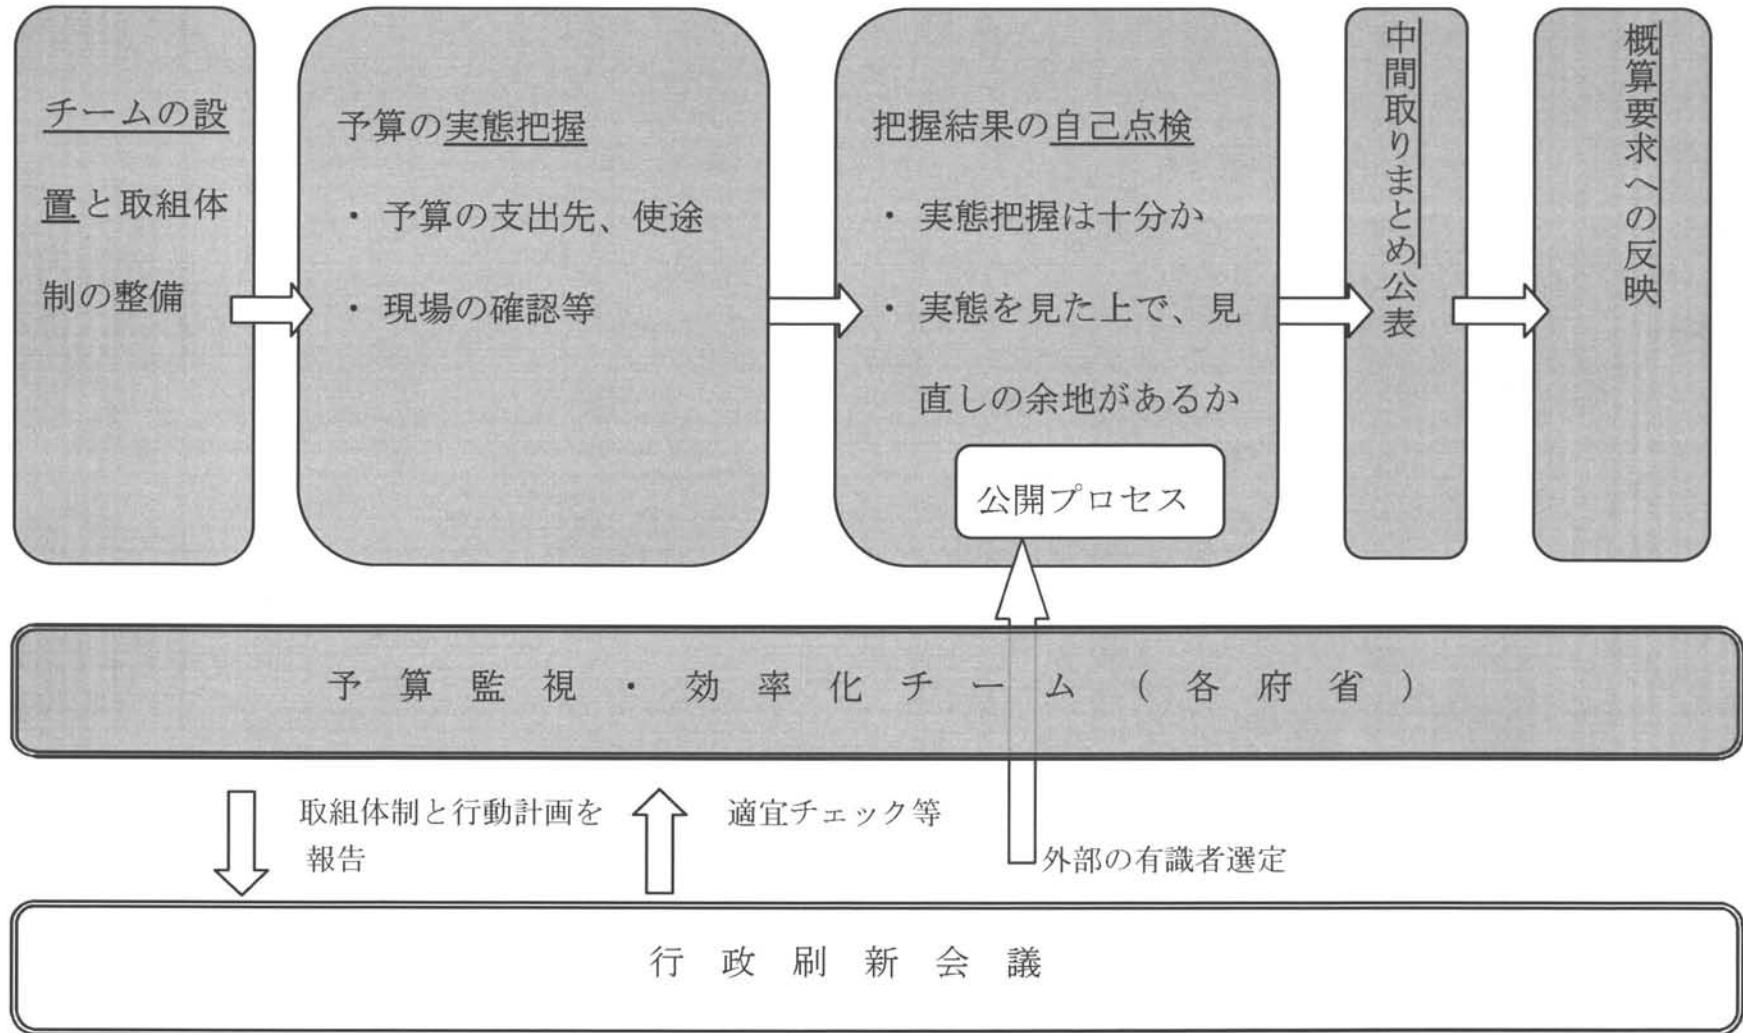 チームの設
置と取組体
制の整備
予算の実態把握
・ 予算の支出先、使途
・ 現場の確認等
把握結果の自己点検
・ 実態把握は十分か
・ 実態を見た上で、見
直しの余地があるか
公開プロセス
中間取りまとめ公表
概算要求への反映
予算監視・効率化チーム（各府省）
取組体制と行動計画を
報告
適宜チェック等
外部の有識者選定
行政刷新会議